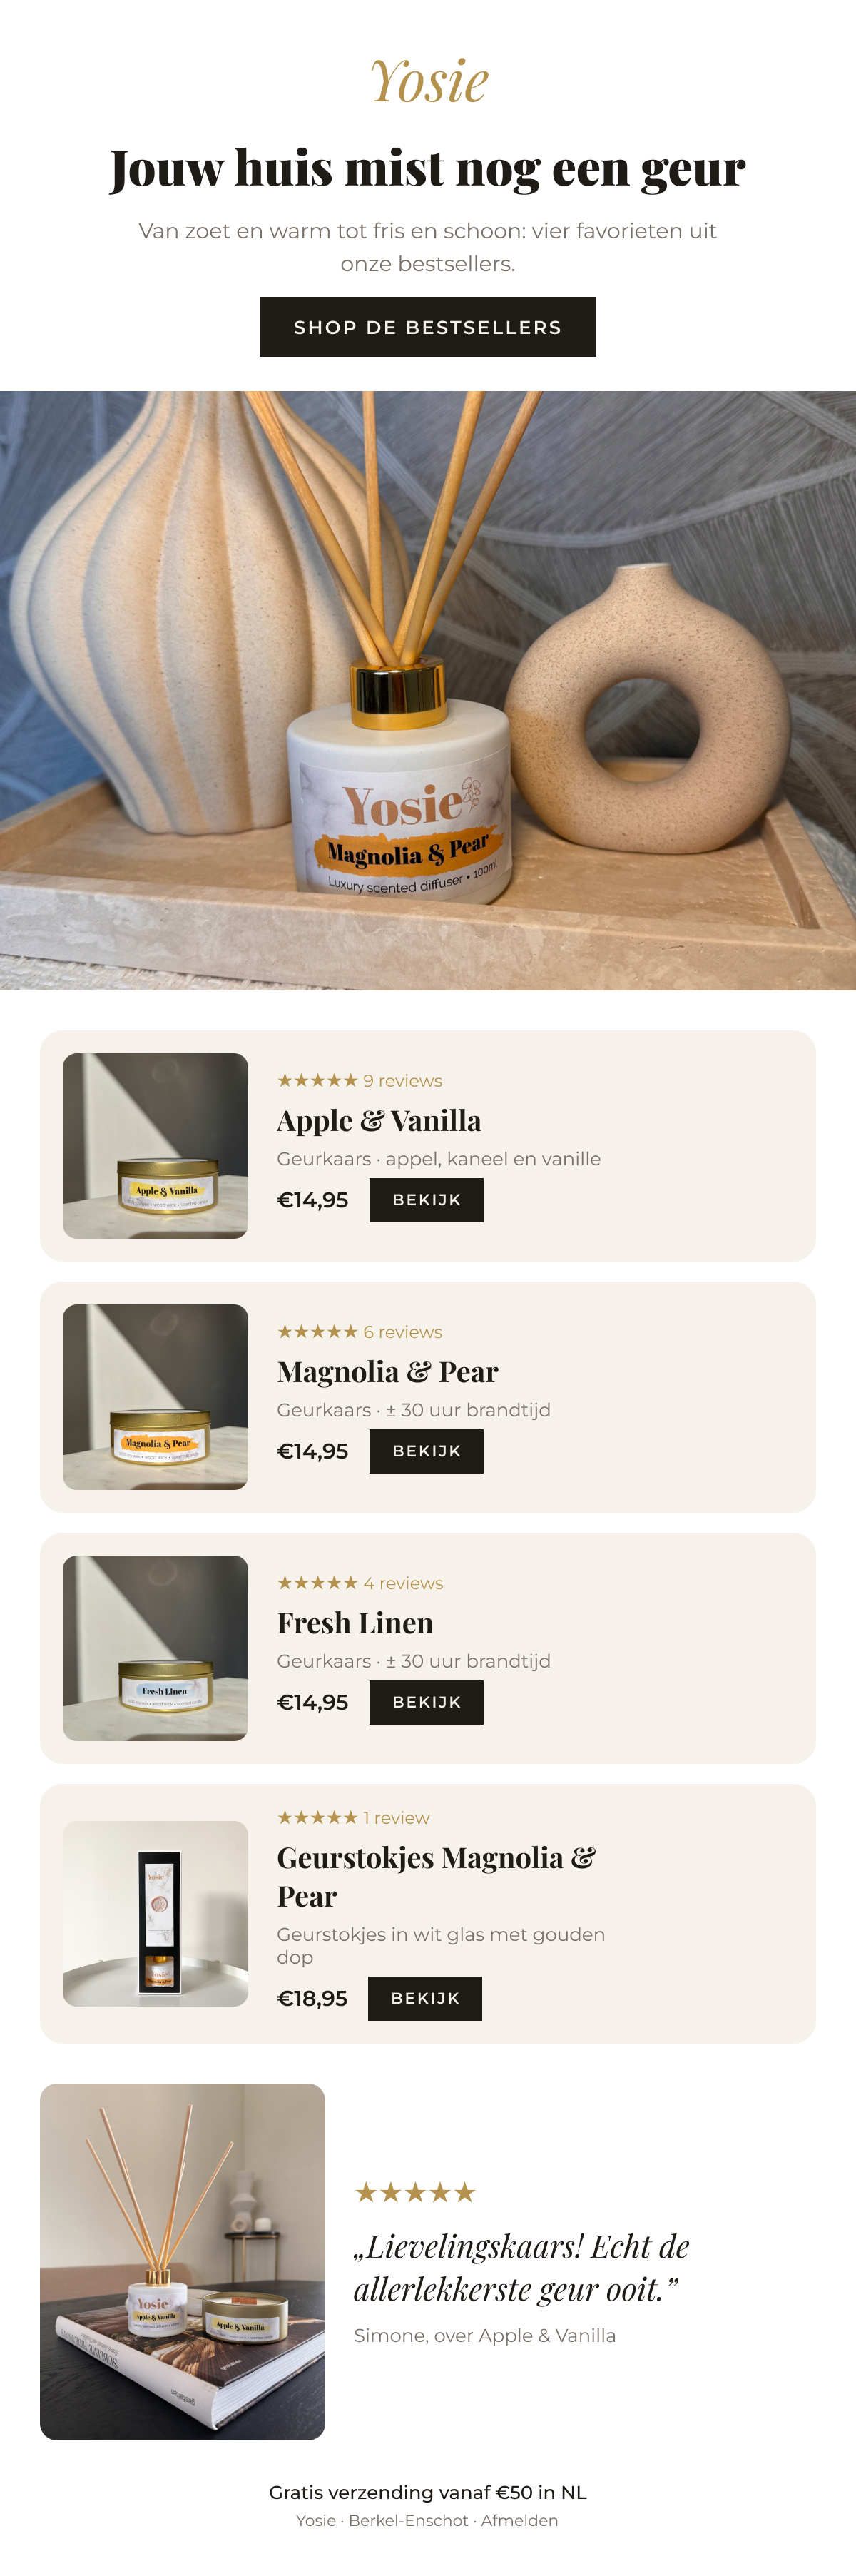 Yosie
Jouw huis mist nog een geur
Van zoet en warm tot fris en schoon: vier favorieten uit
onze bestsellers.
SHOP DE BESTSELLERS
Yosie
Magnolia & Pear
Luxury scented diffuser • 100ml
★★★★★ 9 reviews
Apple & Vanilla
Geurkaars · appel, kaneel en vanille
€14,95
BEKIJK
Apple & Vanilla
★★★★★ 6 reviews
Magnolia & Pear
Geurkaars · ± 30 uur brandtijd
€14,95
BEKIJK
Magnolia & Pear
★★★★★ 4 reviews
Fresh Linen
Geurkaars · ± 30 uur brandtijd
€14,95
BEKIJK
Fresh Linen
★★★★★ 1 review
Geurstokjes Magnolia &
Pear
Geurstokjes in wit glas met gouden
dop
€18,95
BEKIJK
Yosie
Yosie
★★★★★
„Lievelingskaars! Echt de
allerlekkerste geur ooit.”
Simone, over Apple & Vanilla
Yosie
Apple & Vanilla
Apple & Vanilla
gestalten
Gratis verzending vanaf €50 in NL
Yosie · Berkel-Enschot · Afmelden